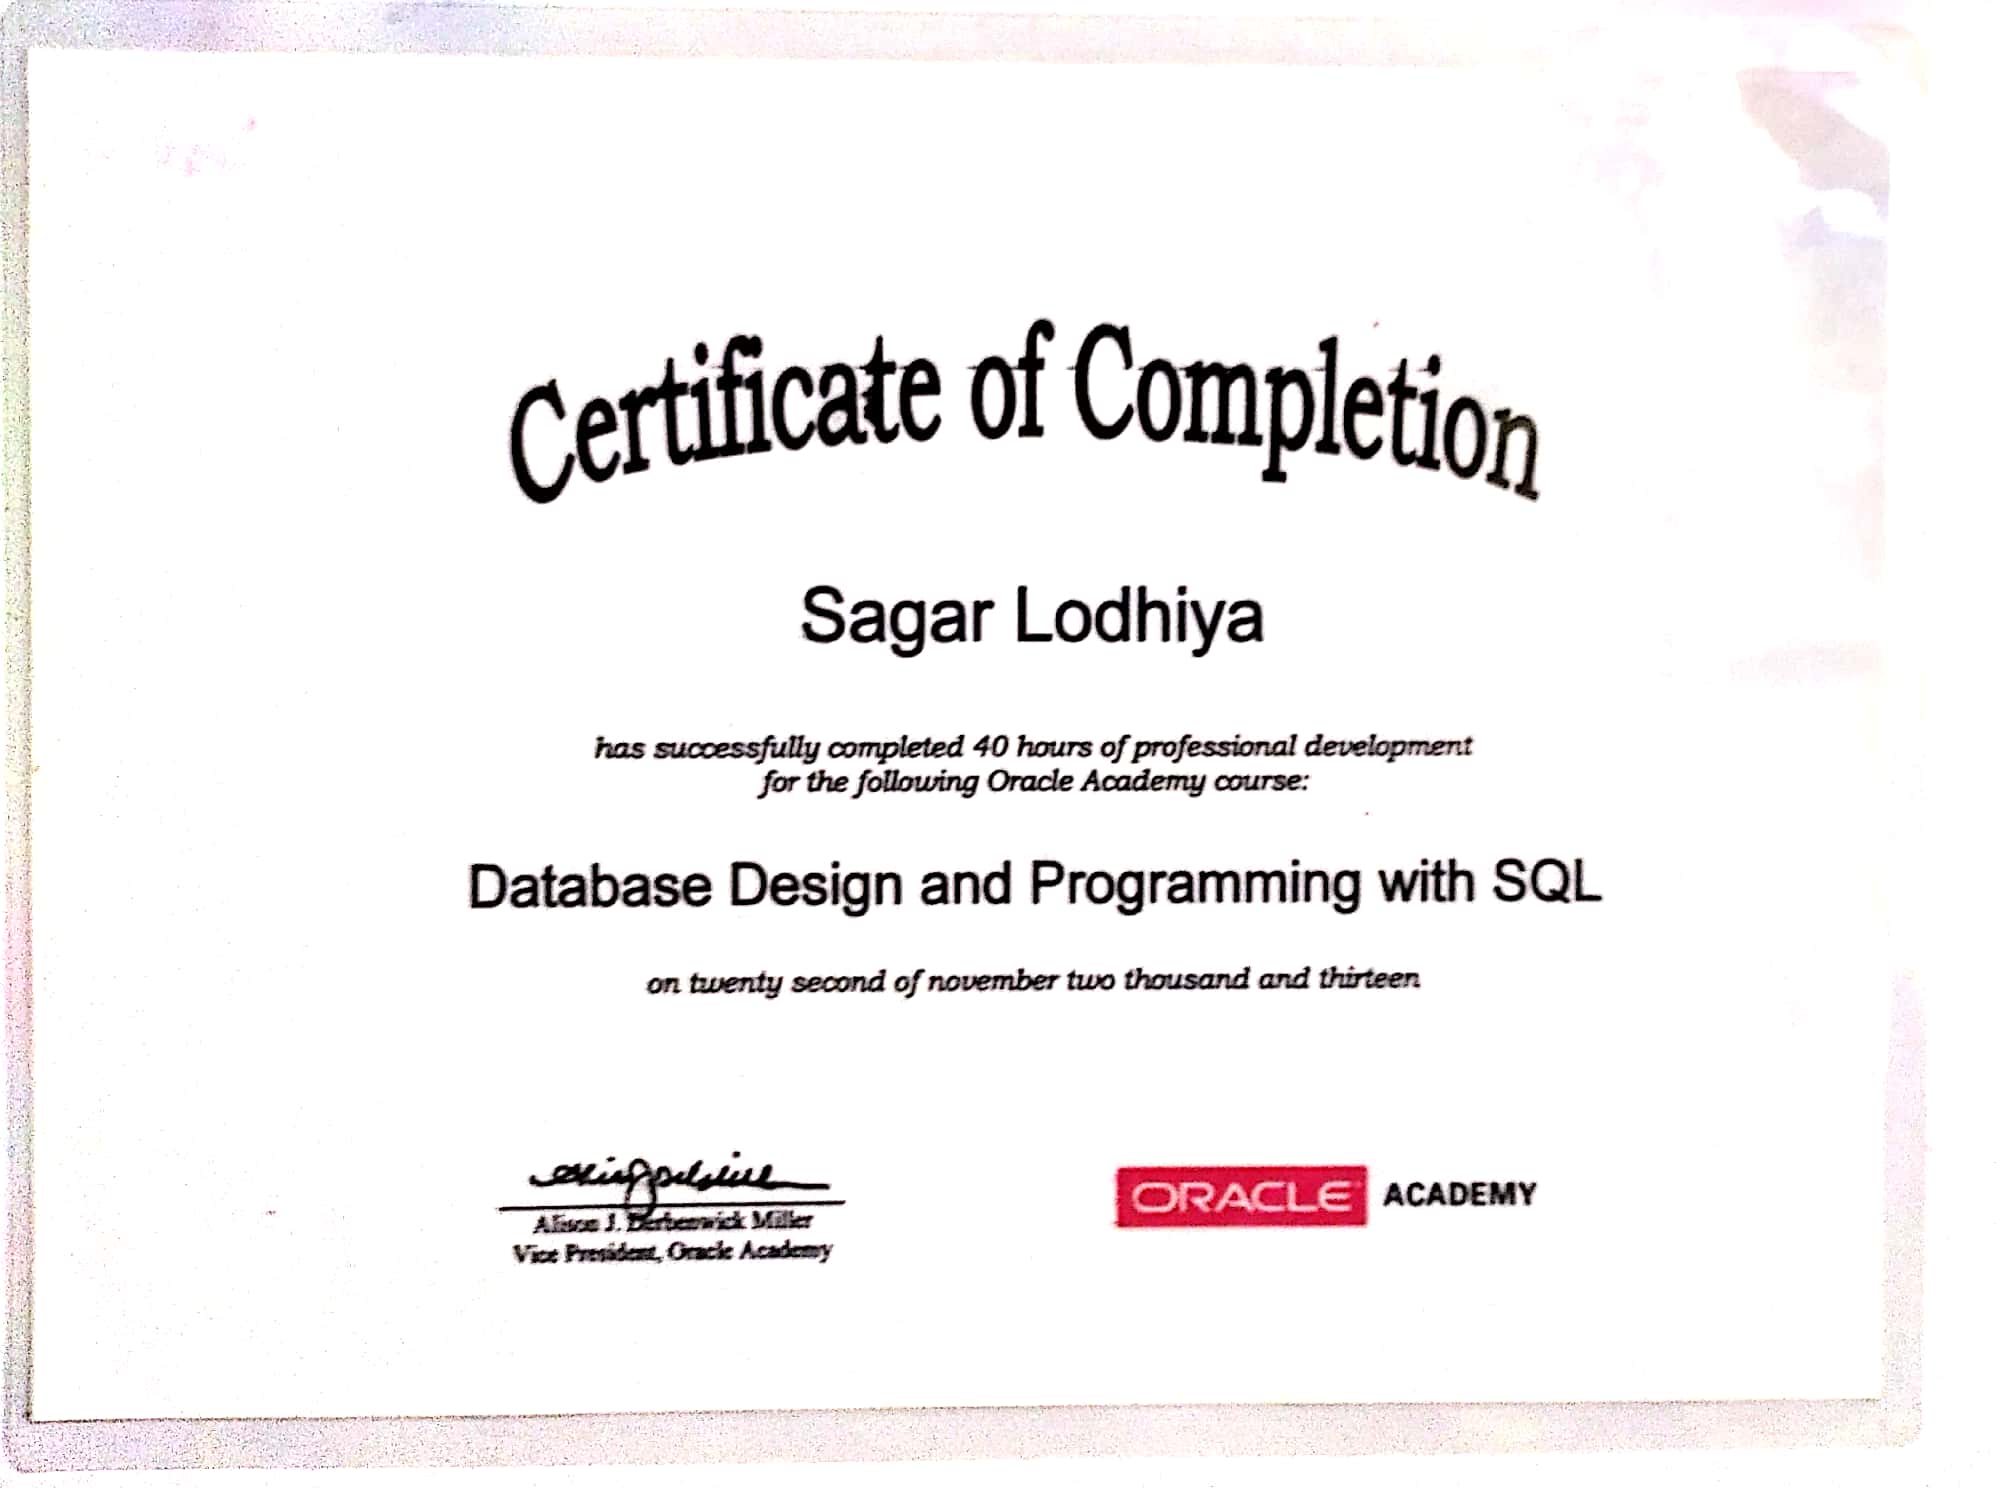 Certificate of Completion
Sagar Lodhiya
has successfully completed 40 hours of professional development
for the following Oracle Academy course:
Database Design and Programming with SQL
on twenty second of november two thousand and thirteen
Alison J. Derbenwick Miller
Vice President, Oracle Academy
ORACLE ACADEMY